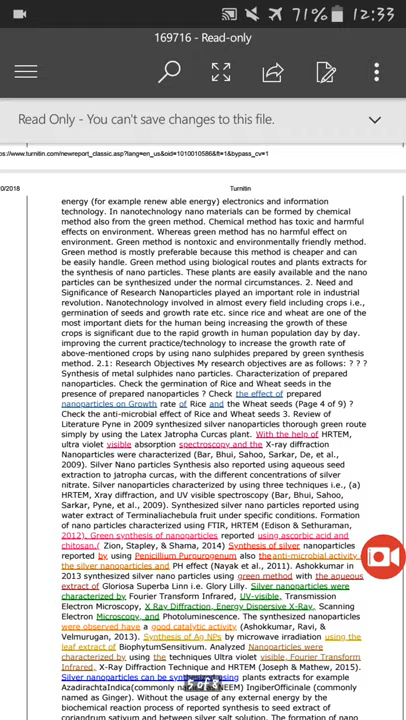 71% 12:33
169716 - Read-only
Read Only - You can't save changes to this file.
ps://www.turnitin.com/newreport_classic.asp?lang=en_us&oid=1010010586&ft=1&bypass_cv=1
0/2018 Turnitin
energy (for example renew able energy) electronics and information
technology. In nanotechnology nano materials can be formed by chemical
method also from the green method. Chemical method has toxic and harmful
effects on environment. Whereas green method has no harmful effect on
environment. Green method is nontoxic and environmentally friendly method.
Green method is mostly preferable because this method is cheaper and can
be easily handle. Green method using biological routes and plants extracts for
the synthesis of nano particles. These plants are easily available and the nano
particles can be synthesized under the normal circumstances. 2. Need and
Significance of Research Nanoparticles played an important role in industrial
revolution. Nanotechnology involved in almost every field including crops i.e.,
germination of seeds and growth rate etc. since rice and wheat are one of the
most important diets for the human being increasing the growth of these
crops is significant due to the rapid growth in human population day by day.
improving the current practice/technology to increase the growth rate of
above-mentioned crops by using nano sulphides prepared by green synthesis
method. 2.1: Research Objectives My research objectives are as follows: ? ? ?
Synthesis of metal sulphides nano particles. Characterization of prepared
nanoparticles. Check the germination of Rice and Wheat seeds in the
presence of prepared nanoparticles ? Check the effect of prepared
nanoparticles on Growth rate of Rice and the Wheat seeds (Page 4 of 9) ?
Check the anti-microbial effect of Rice and Wheat seeds 3. Review of
Literature Pyne in 2009 synthesized silver nanoparticles thorough green route
simply by using the Latex Jatropha Curcas plant. With the help of HRTEM,
ultra violet visible absorption spectroscopy and the X-ray diffraction
Nanoparticles were characterized (Bar, Bhui, Sahoo, Sarkar, De, et al.,
2009). Silver Nano particles Synthesis also reported using aqueous seed
extraction to jatropha curcas, with the different concentrations of silver
nitrate. Silver nanoparticles characterized by using three techniques i.e., (a)
HRTEM, Xray diffraction, and UV visible spectroscopy (Bar, Bhui, Sahoo,
Sarkar, Pyne, et al., 2009). Synthesized silver nano particles reported using
water extract of Terminaliachebula fruit under specific conditions. Formation
of nano particles characterized using FTIR, HRTEM (Edison & Sethuraman,
2012), Green synthesis of nanoparticles reported using ascorbic acid and
chitosan.( Zion, Stapley, & Shama, 2014) Synthesis of silver nanoparticles
reported by using Penicillium Purpurogenum also the anti-microbial activity
the silver nanoparticles and PH effect (Nayak et al., 2011). Ashokkumar in
2013 synthesized silver nano particles using green method with the aqueous
extract of Gloriosa Superba Linn i.e. Glory Lilly. Silver nanoparticles were
characterized by Fourier Transform Infrared, UV-visible, Transmission
Electron Microscopy, X Ray Diffraction, Energy Dispersive X-Ray, Scanning
Electron Microscopy, and Photoluminescence. The synthesized nanoparticles
were observed have a good catalytic activity (Ashokkumar, Ravi, &
Velmurugan, 2013). Synthesis of Ag NPs by microwave irradiation using the
leaf extract of BiophytumSensitivum. Analyzed Nanoparticles were
characterized by using the techniques Ultra violet visible, Fourier Transform
Infrared, X-Ray Diffraction Technique and HRTEM (Joseph & Mathew, 2015).
Silver nanoparticles can be synthesized by using plants extracts for example
AzadirachtaIndica(commonly named as NEEM) IngiberOfficinale (commonly
named as Ginger). Without the usage of any external energy by the
biochemical reaction process of reported synthesis to seed extract of
coriandrum sativum and between silver salt solution. The formation of nano